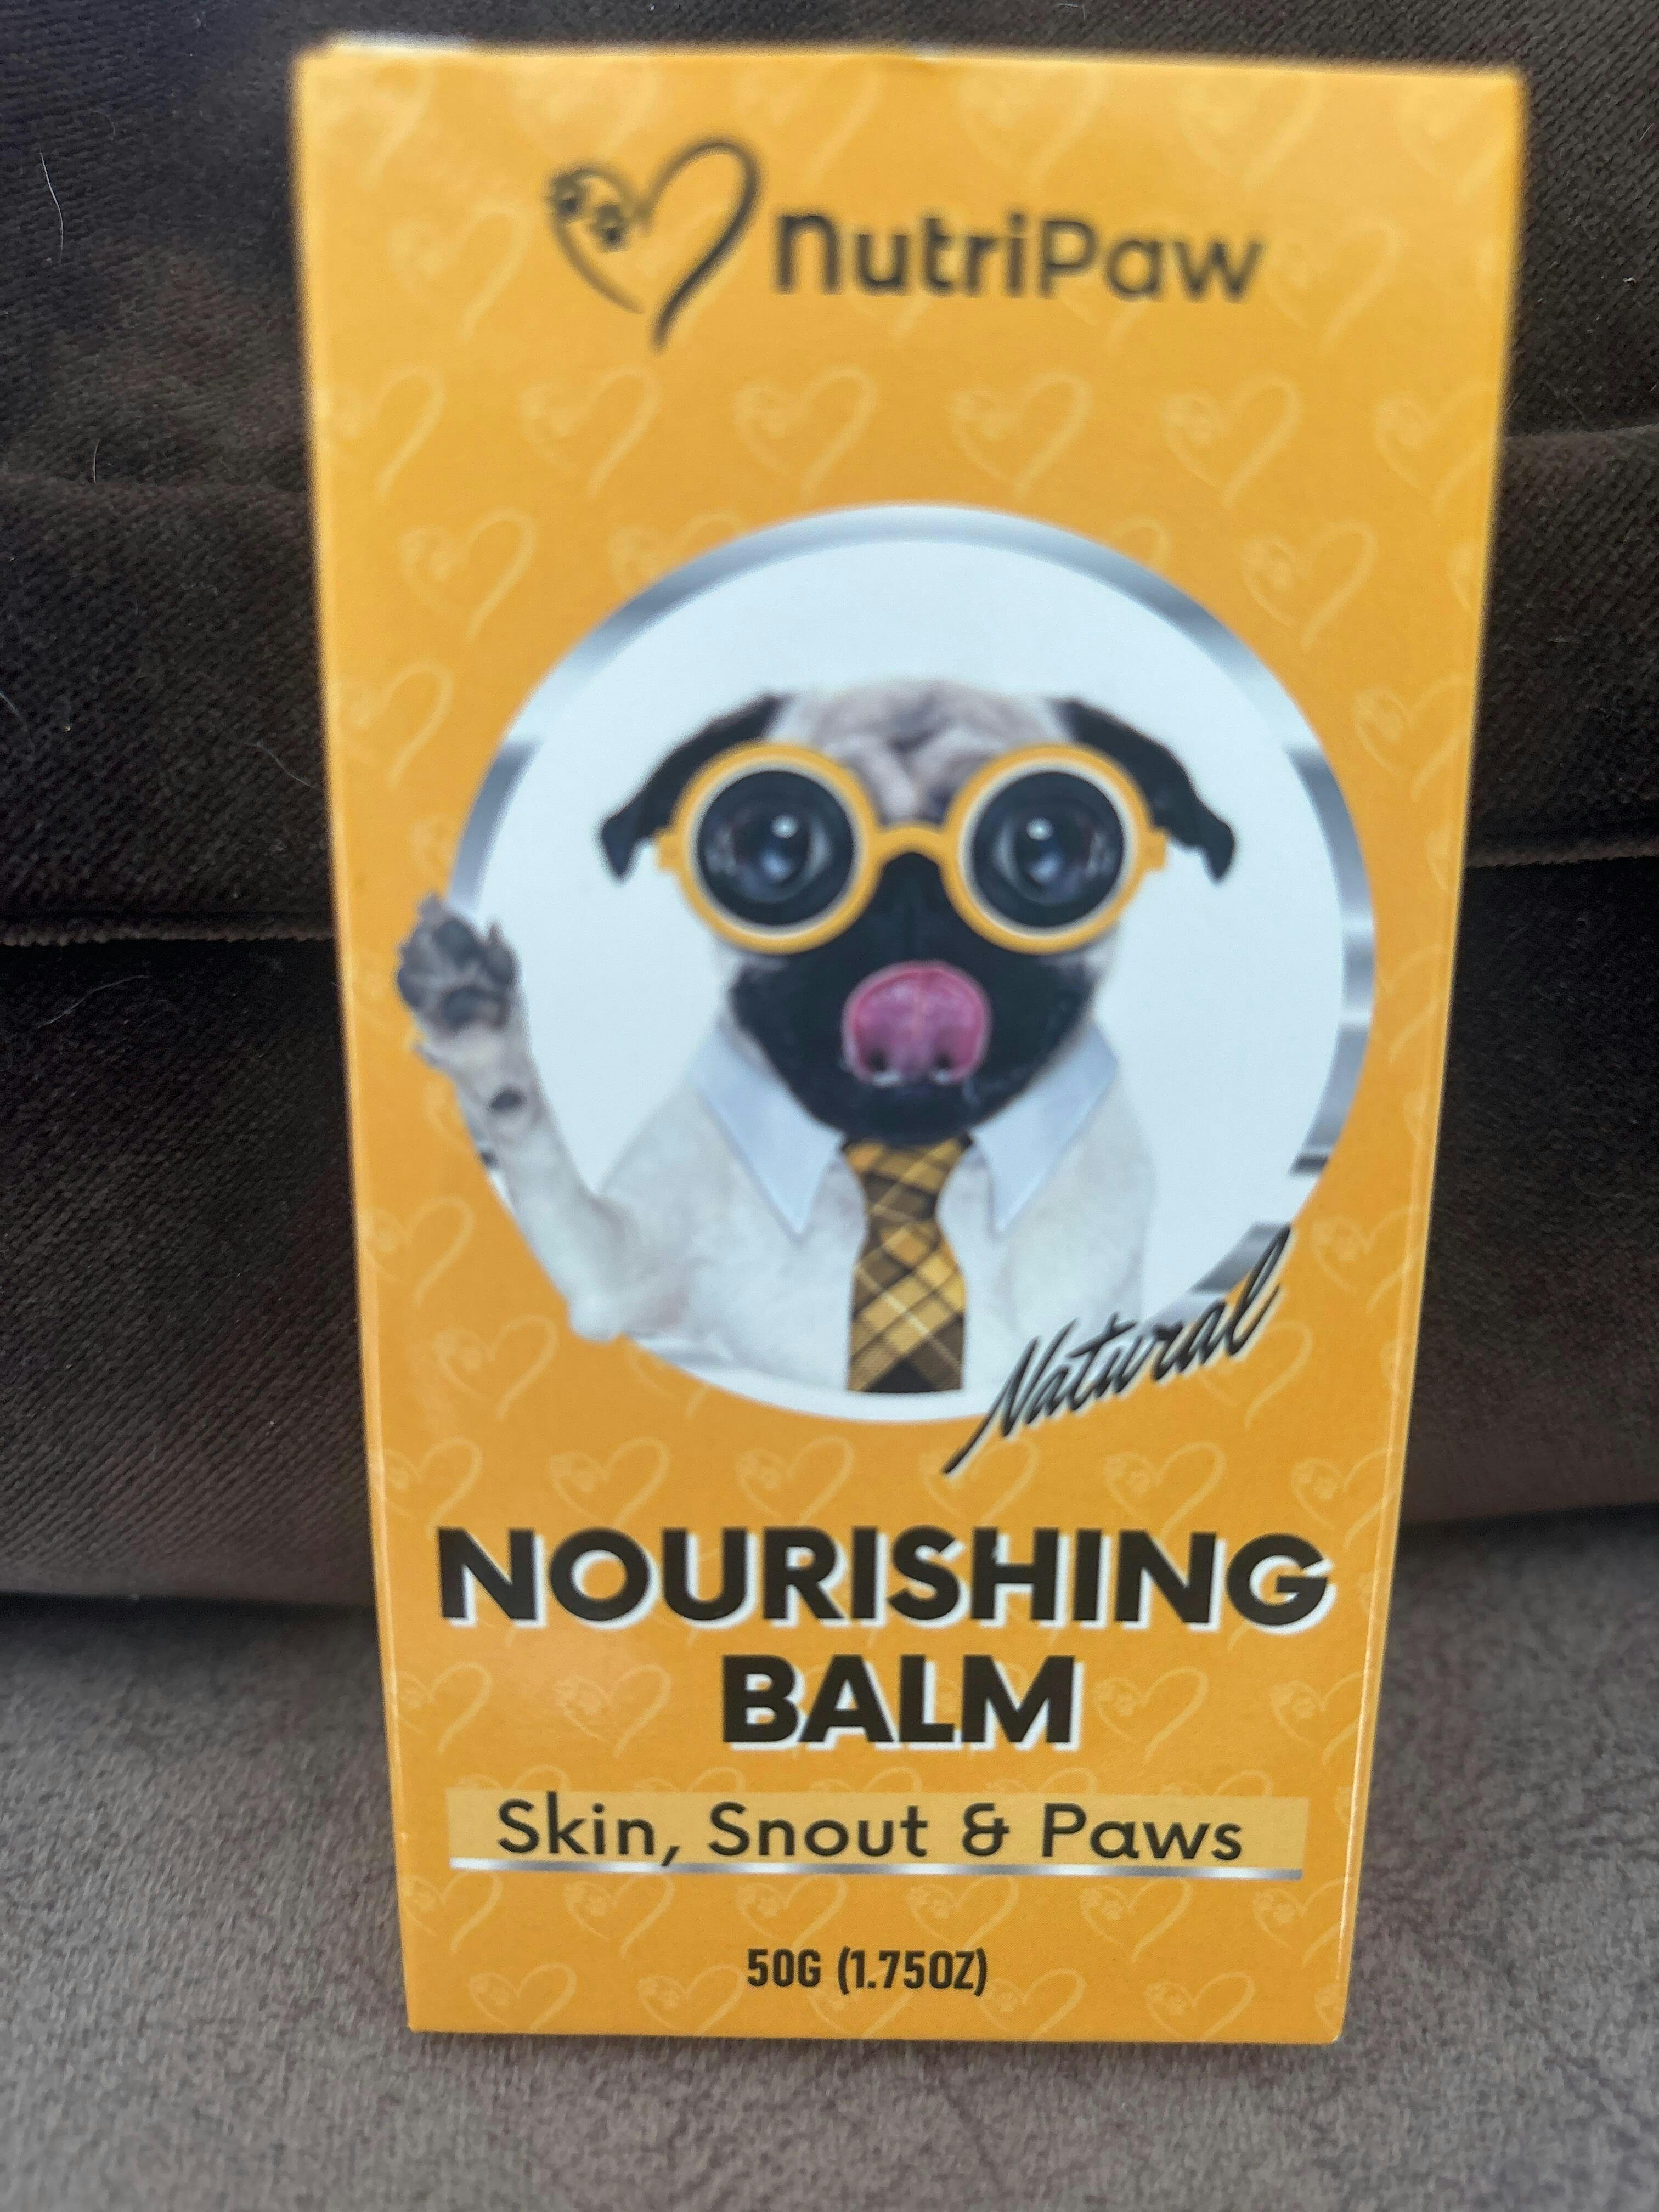 nutriPaw
Natural
NOURISHING
BALM
Skin, Snout & Paws
50G (1.75OZ)